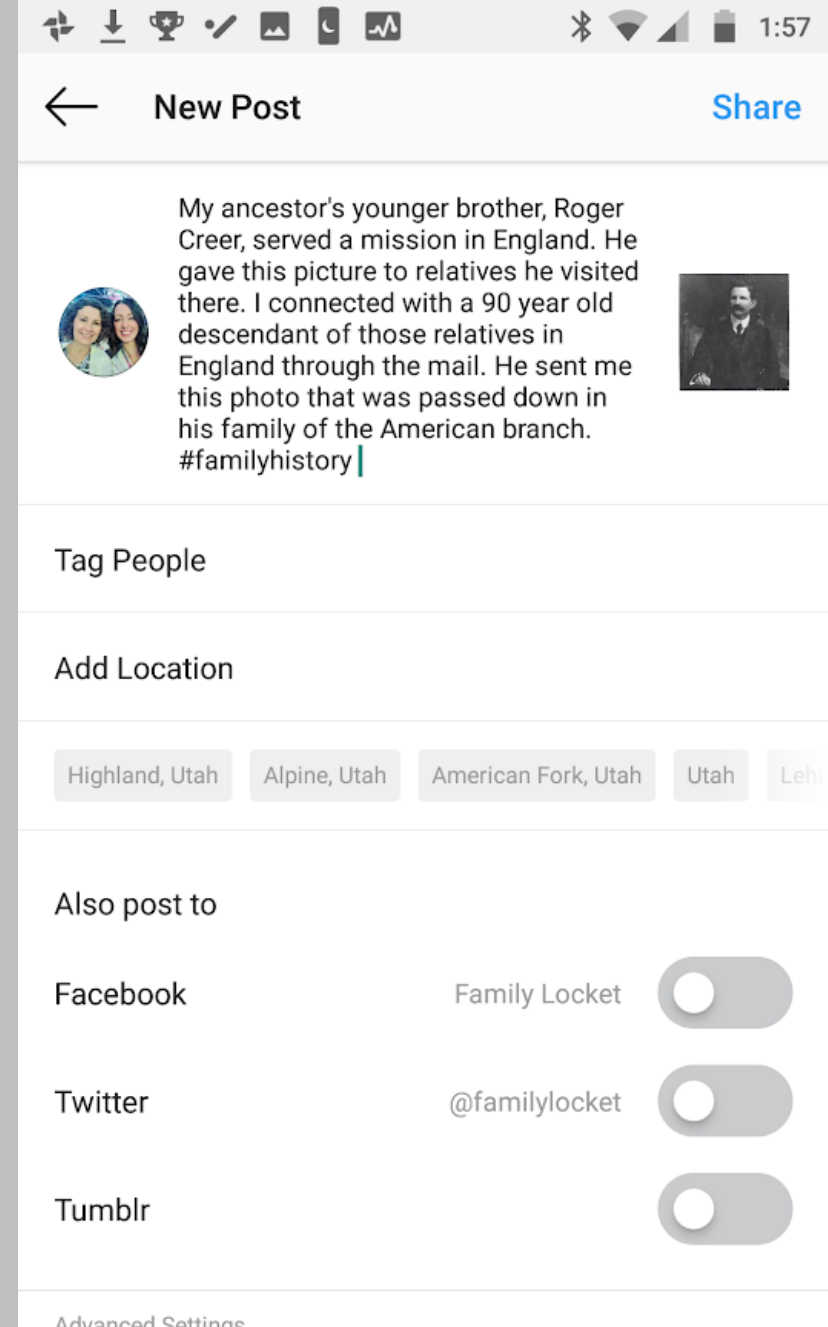 1:57
New Post
Share
My ancestor's younger brother, Roger
Creer, served a mission in England. He
gave this picture to relatives he visited
there. I connected with a 90 year old
descendant of those relatives in
England through the mail. He sent me
this photo that was passed down in
his family of the American branch.
#familyhistory
Tag People
Add Location
Highland, Utah Alpine, Utah American Fork, Utah Utah
Also post to
Facebook Family Locket
Twitter @familylocket
Tumblr
Advanced Settings